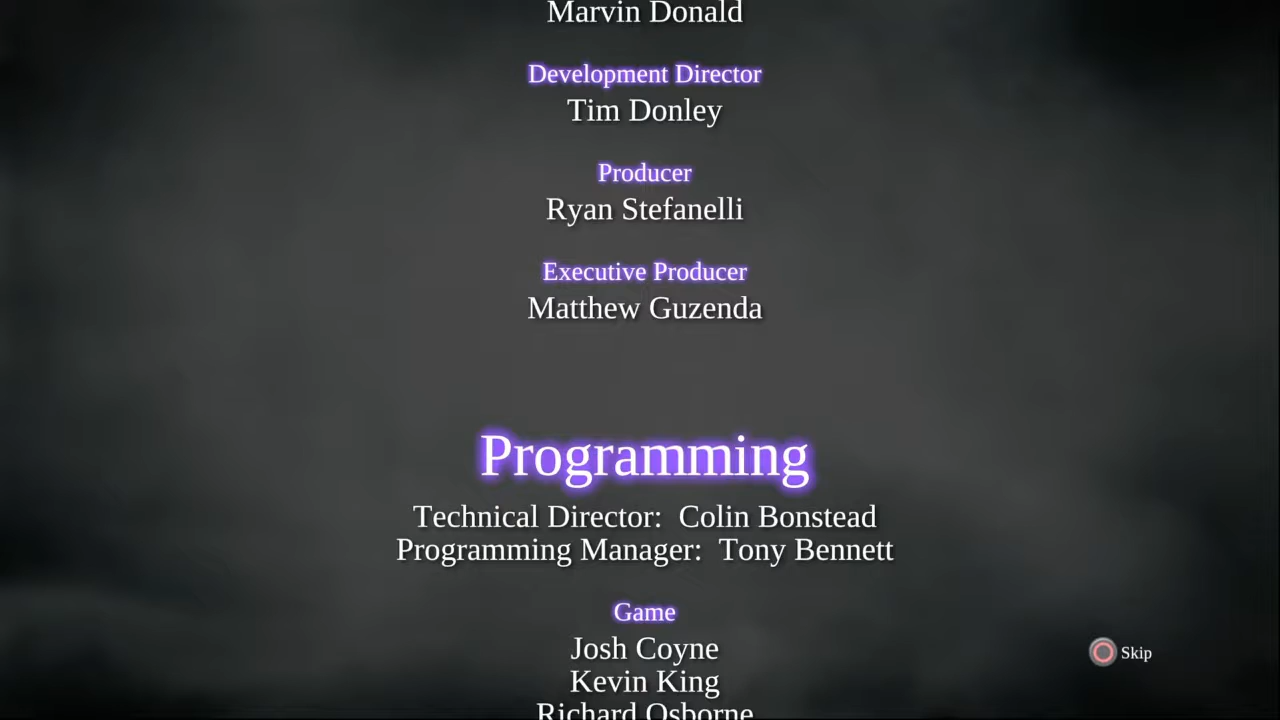 Marvin Donald
Development Director
Tim Donley
Producer
Ryan Stefanelli
Executive Producer
Matthew Guzenda
Programming
Technical Director:  Colin Bonstead
Programming Manager:  Tony Bennett
Game
Josh Coyne
Kevin King
Skip
Richard Osborne